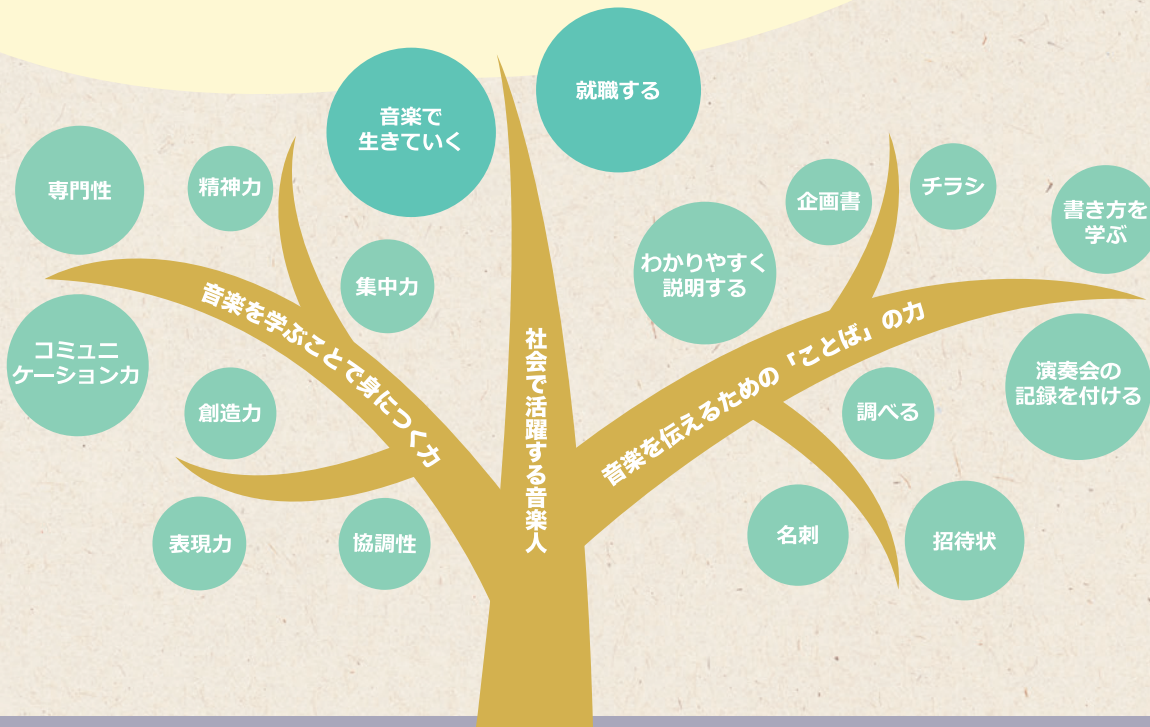 就職する
音楽で
生きていく
専門性
精神力
集中力
コミュニ
ケーション力
創造力
表現力
協調性
音楽を学ぶことで身につく力
社会で活躍する音楽人
音楽を伝えるための「ことば」の力
企画書
チラシ
書き方を
学ぶ
わかりやすく
説明する
演奏会の
記録を付ける
調べる
名刺
招待状